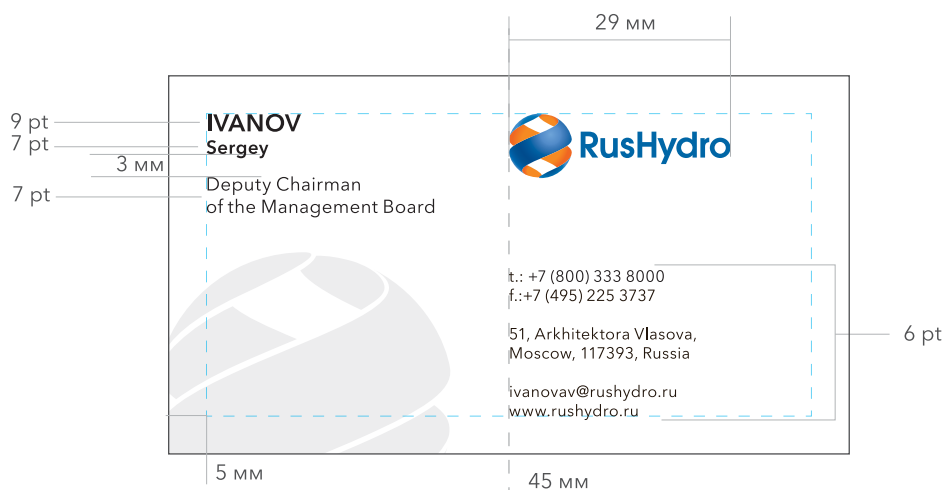 29 мм
9 pt
IVANOV
7 pt
Sergey
3 мм
RusHydro
7 pt
Deputy Chairman
of the Management Board
t.: +7 (800) 333 8000
f.:+7 (495) 225 3737
51, Arkhitektora Vlasova,
Moscow, 117393, Russia
6 pt
ivanovav@rushydro.ru
www.rushydro.ru
5 мм
45 мм